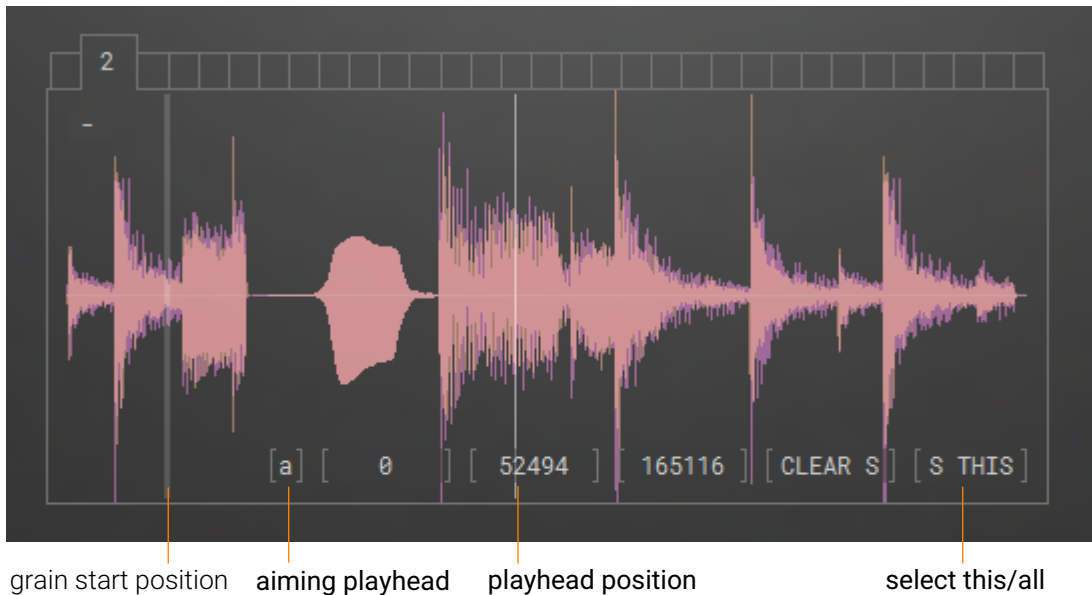 2
-
[a] [ 0 ] [ 52494 ] [ 165116 ] [CLEAR S] [S THIS]
grain start position aiming playhead playhead position select this/all